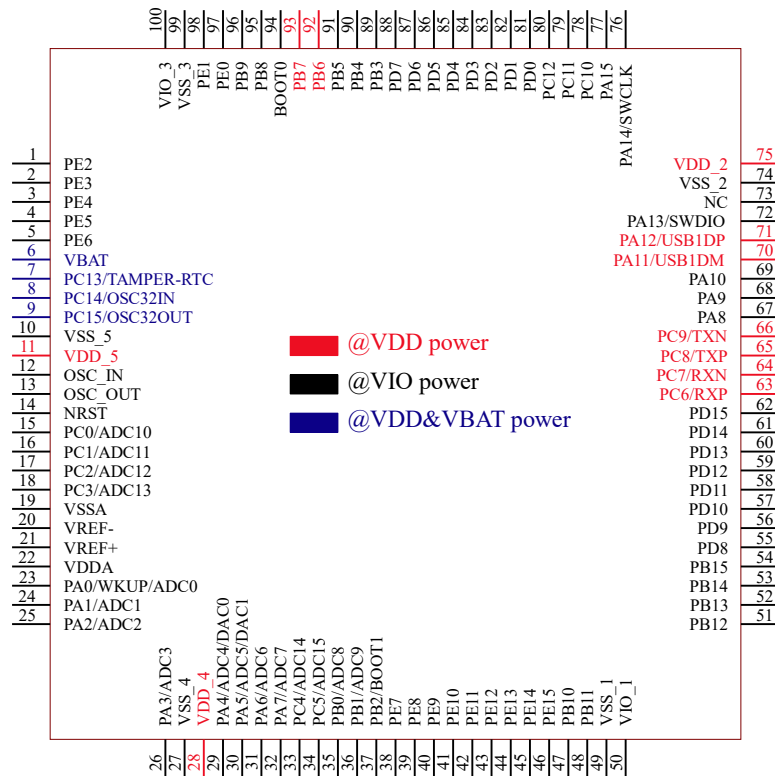 100 99 98 97 96 95 94 93 92 91 90 89 88 87 86 85 84 83 82 81 80 79 78 77 76
VIO_3
VSS_3
PE1
PE0
PB9
PB8
BOOT0
PB7
PB6
PB5
PB4
PB3
PD7
PD6
PD5
PD4
PD3
PD2
PD1
PD0
PC12
PC11
PC10
PA15
PA14/SWCLK
1 PE2
2 PE3
3 PE4
4 PE5
5 PE6
6 VBAT
7 PC13/TAMPER-RTC
8 PC14/OSC32IN
9 PC15/OSC32OUT
10 VSS_5
11 VDD_5
12 OSC_IN
13 OSC_OUT
14 NRST
15 PC0/ADC10
16 PC1/ADC11
17 PC2/ADC12
18 PC3/ADC13
19 VSSA
20 VREF-
21 VREF+
22 VDDA
23 PA0/WKUP/ADC0
24 PA1/ADC1
25 PA2/ADC2
@VDD power
@VIO power
@VDD&VBAT power
VDD_2 75
VSS_2 74
NC 73
PA13/SWDIO 72
PA12/USB1DP 71
PA11/USB1DM 70
PA10 69
PA9 68
PA8 67
PC9/TXN 66
PC8/TXP 65
PC7/RXN 64
PC6/RXP 63
PD15 62
PD14 61
PD13 60
PD12 59
PD11 58
PD10 57
PD9 56
PD8 55
PB15 54
PB14 53
PB13 52
PB12 51
PA3/ADC3
VSS_4
VDD_4
PA4/ADC4/DAC0
PA5/ADC5/DAC1
PA6/ADC6
PA7/ADC7
PC4/ADC14
PC5/ADC15
PB0/ADC8
PB1/ADC9
PB2/BOOT1
PE7
PE8
PE9
PE10
PE11
PE12
PE13
PE14
PE15
PB10
PB11
VSS_1
VIO_1
26 27 28 29 30 31 32 33 34 35 36 37 38 39 40 41 42 43 44 45 46 47 48 49 50